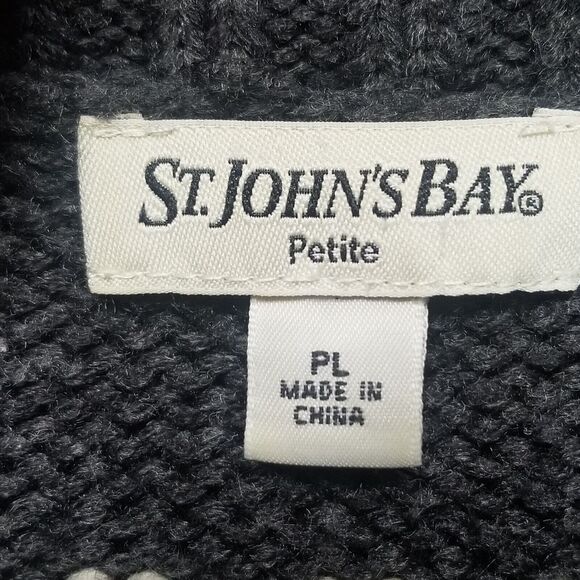 ST. JOHN'S BAY®
Petite
PL
MADE IN
CHINA